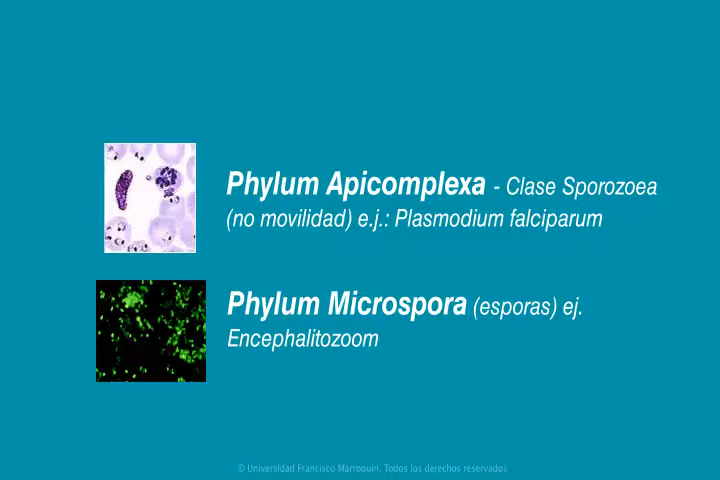 Phylum Apicomplexa - Clase Sporozoea
(no movilidad) e.j.: Plasmodium falciparum
Phylum Microspora (esporas) ej.
Encephalitozoom
© Universidad Francisco Marroquín. Todos los derechos reservados